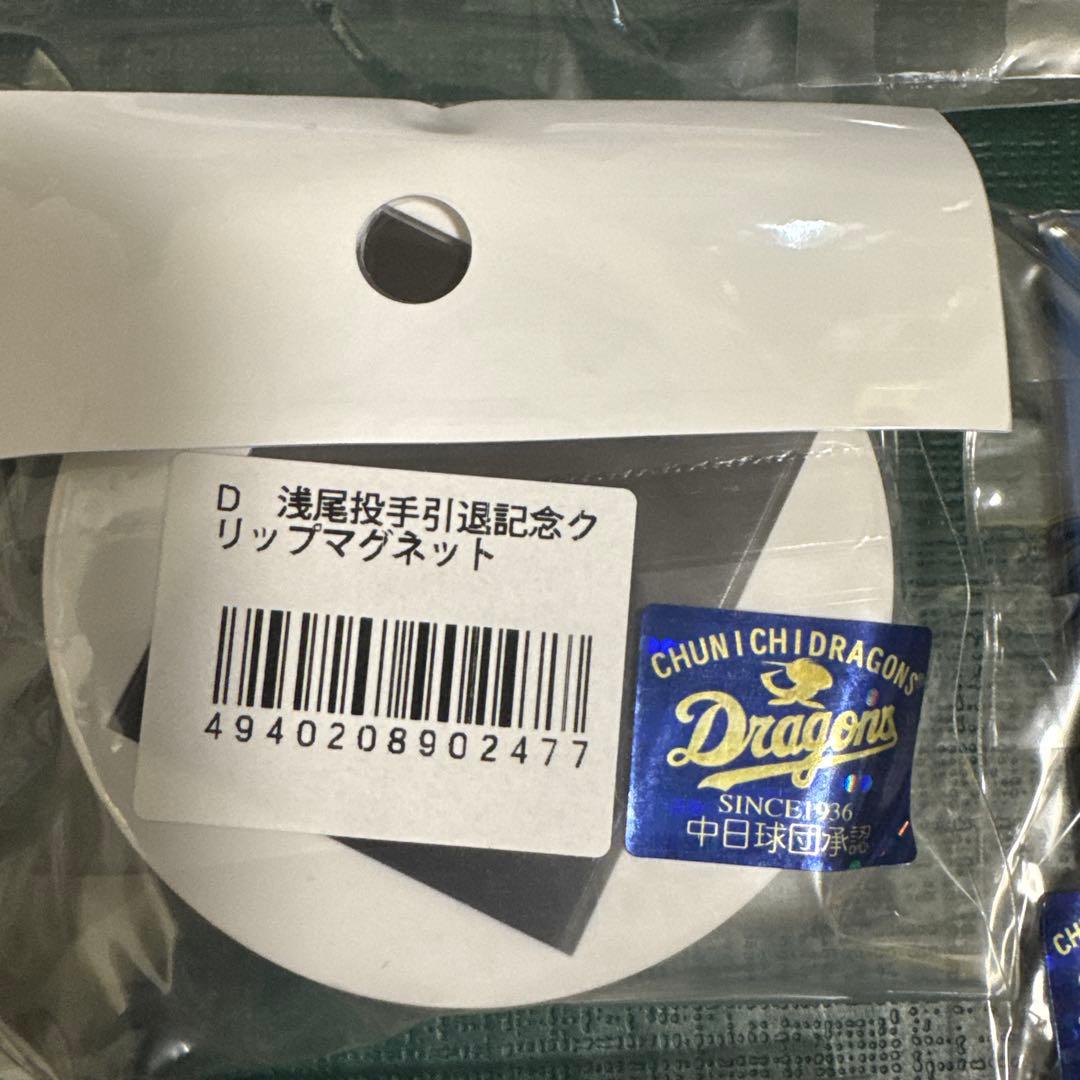 D 浅尾投手引退記念ク
リップマグネット
4940208902477
CHUNICHIDRAGONS
Dragons
SINCE1936
中日球団承認
CH